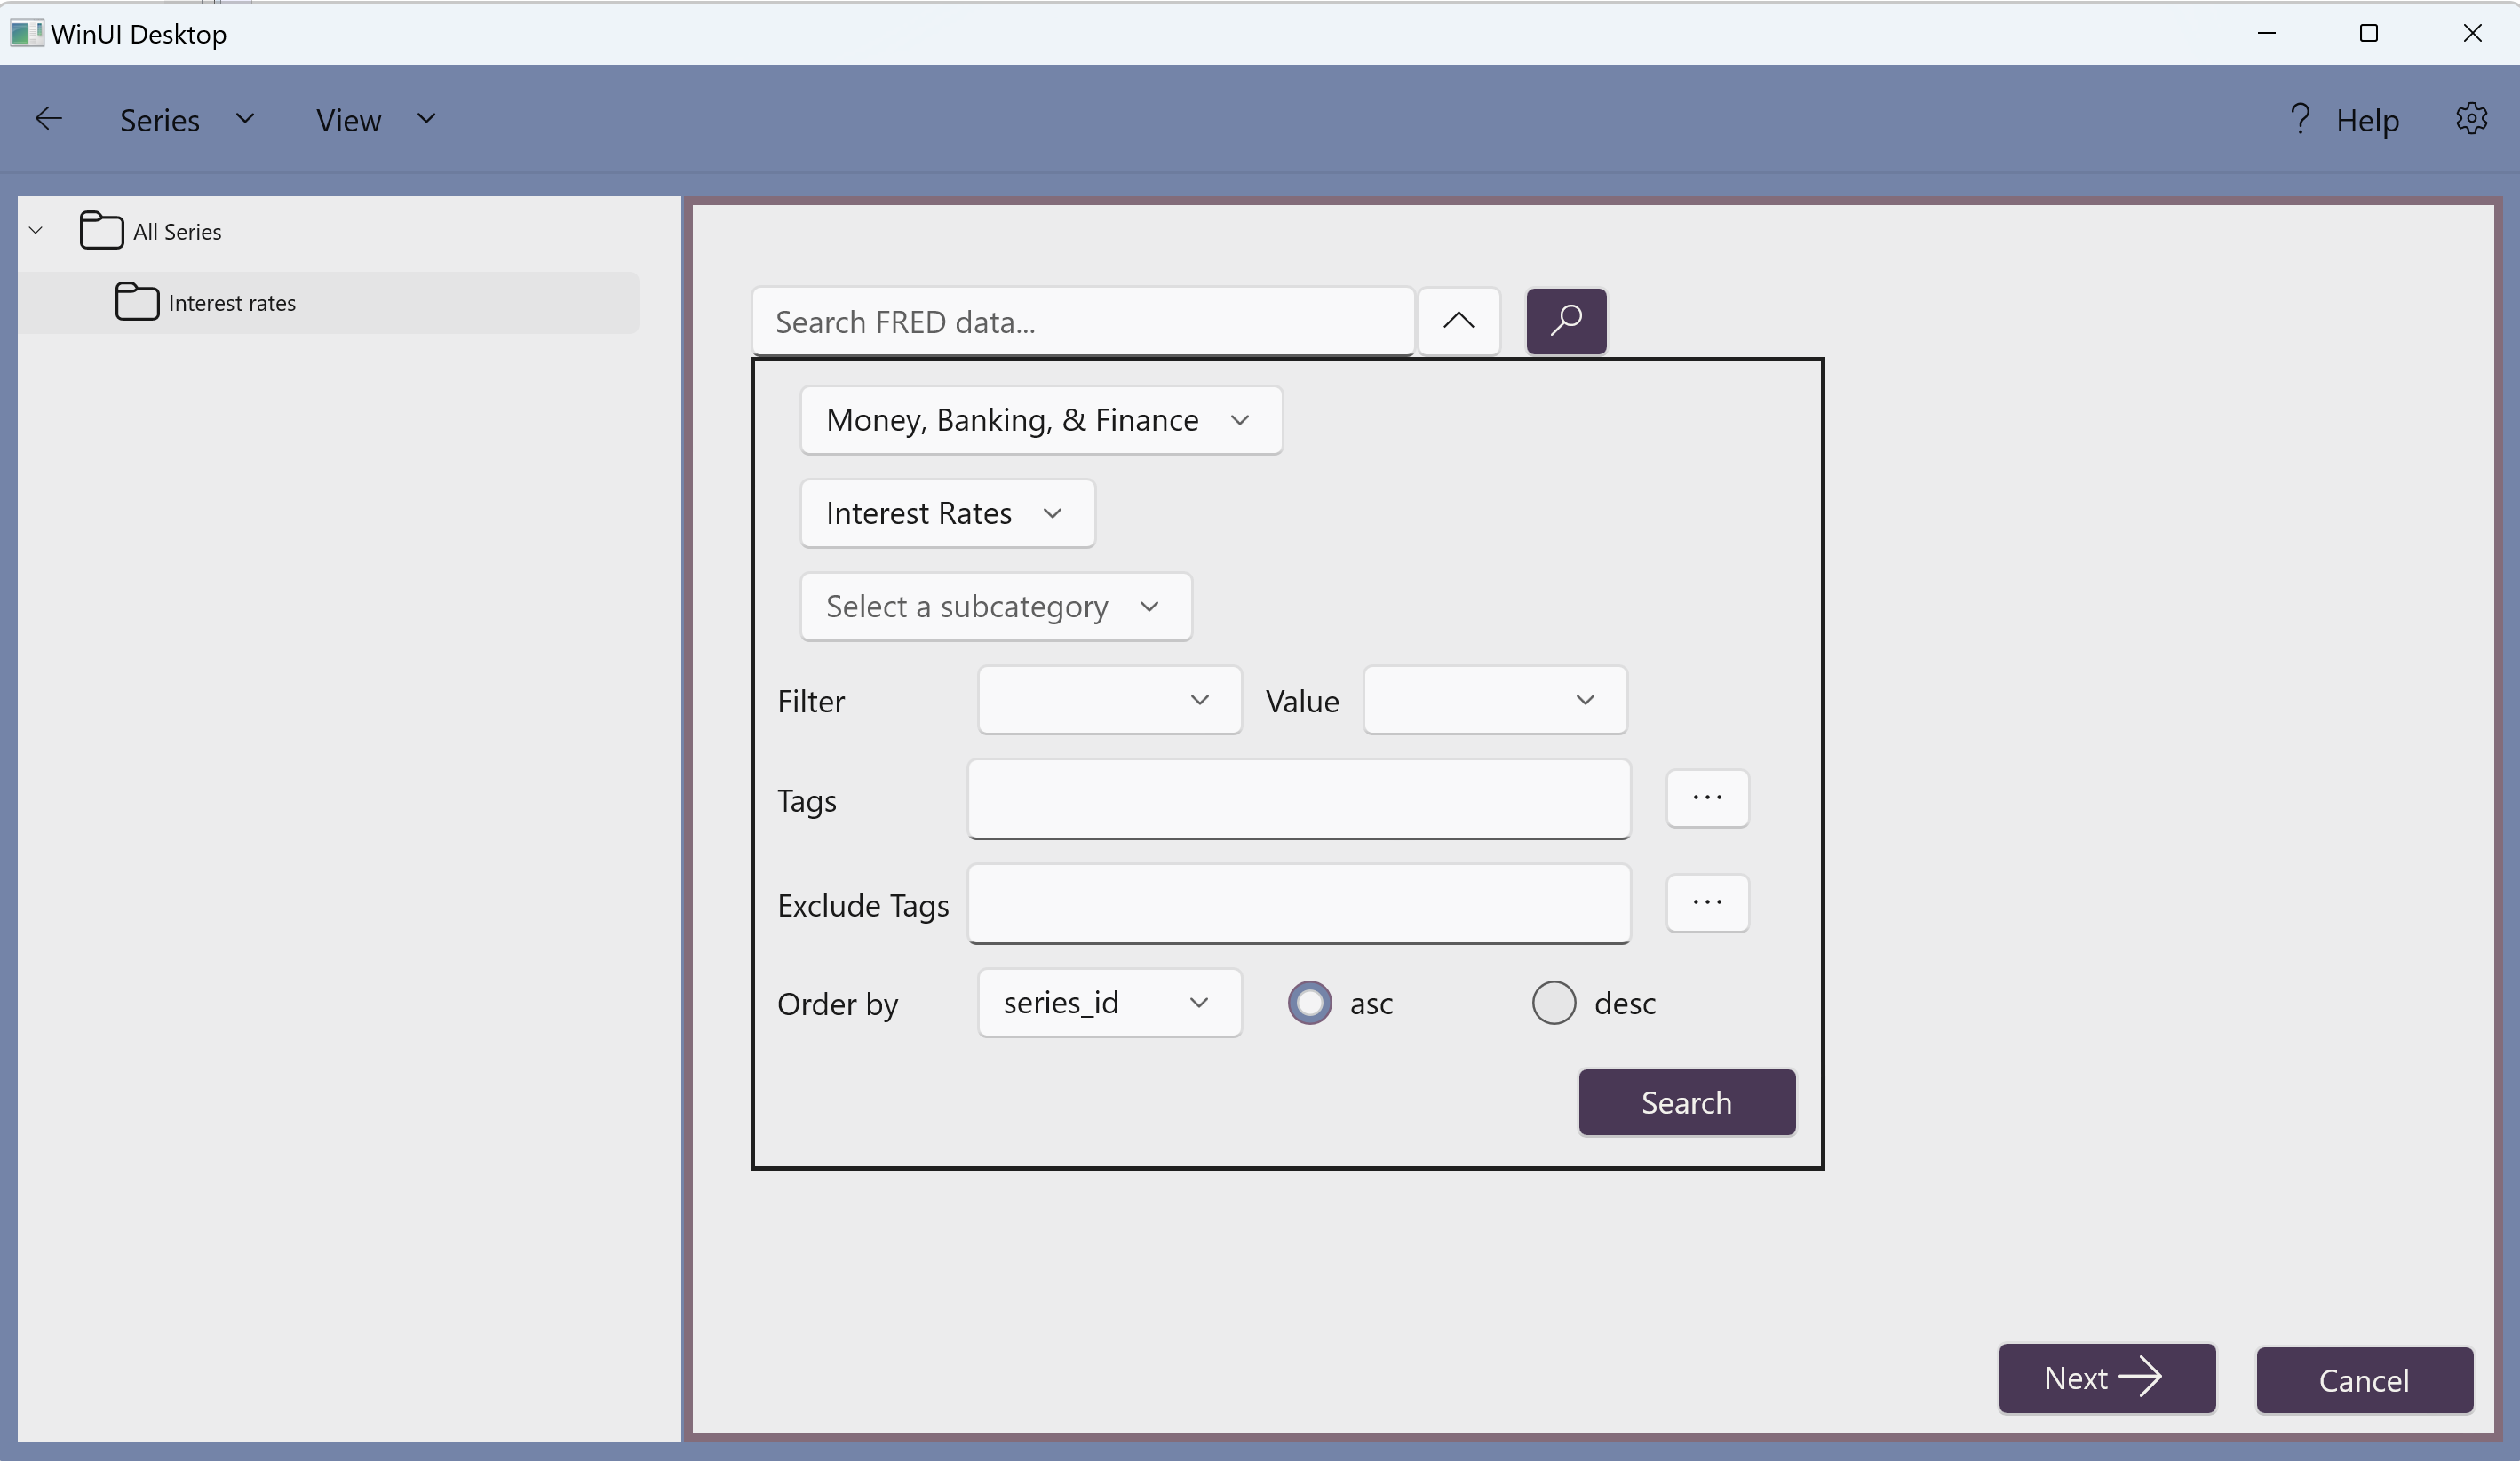 WinUI Desktop
Series View ? Help
All Series
Interest rates
Search FRED data...
Money, Banking, & Finance
Interest Rates
Select a subcategory
Filter Value
Tags ...
Exclude Tags ...
Order by series_id asc desc
Search
Next Cancel